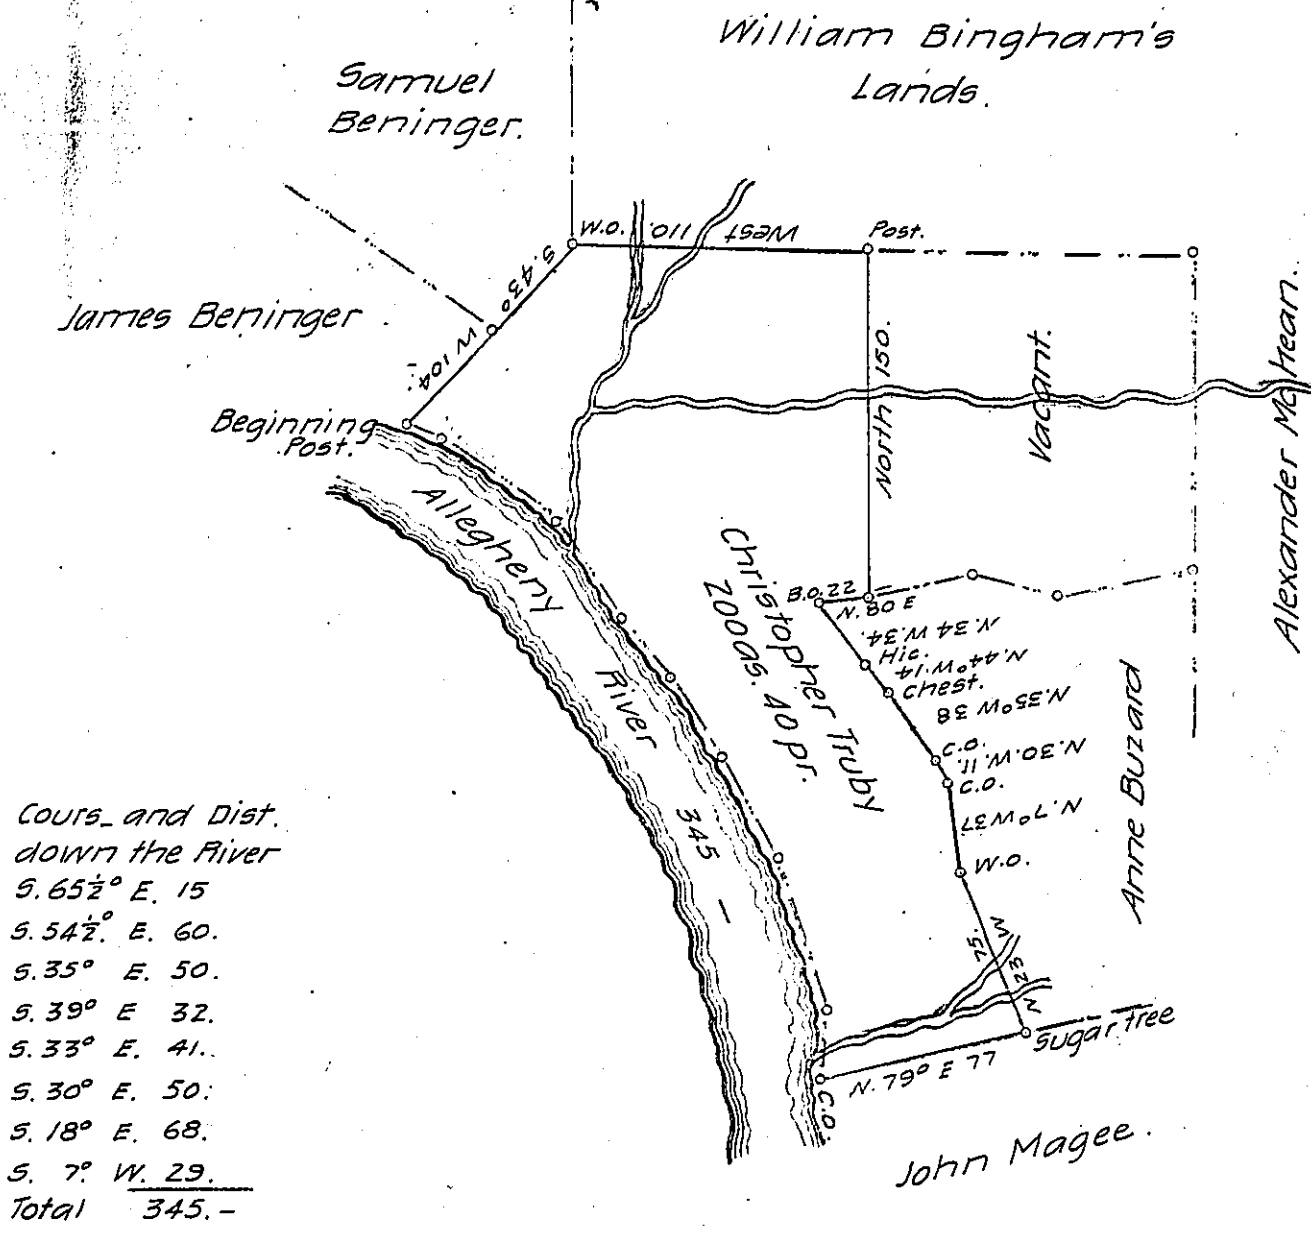 William Bingham's
Lands.
Samuel
Beninger.
James Beninger
W.O. West 110.
Post.
S. 43°
W 104
Beginning
Post.
North 150.
Vacant.
Allegheny
River
345 -
Christopher Truby
200as. 40pr.
B.O. 22
N. 80 E
N. 34 W. 34.
Hic.
N. 44° W. 14
Chest.
N. 35° W 38
C.O.
N. 30. W. 11.
C.O.
N. 7° W 37
W.O.
75.
N 23 W
Anne Buzard
Alexander
Sugar tree
N. 79° E 77
C.O.
John Magee.
Cours_ and Dist.
down the River
S. 65½° E. 15
S. 54½°. E. 60.
S. 35° E. 50.
S. 39° E 32.
S. 33° E. 41..
S. 30° E. 50:
S. 18° E. 68.
S. 7° W. 29.
Total 345.-